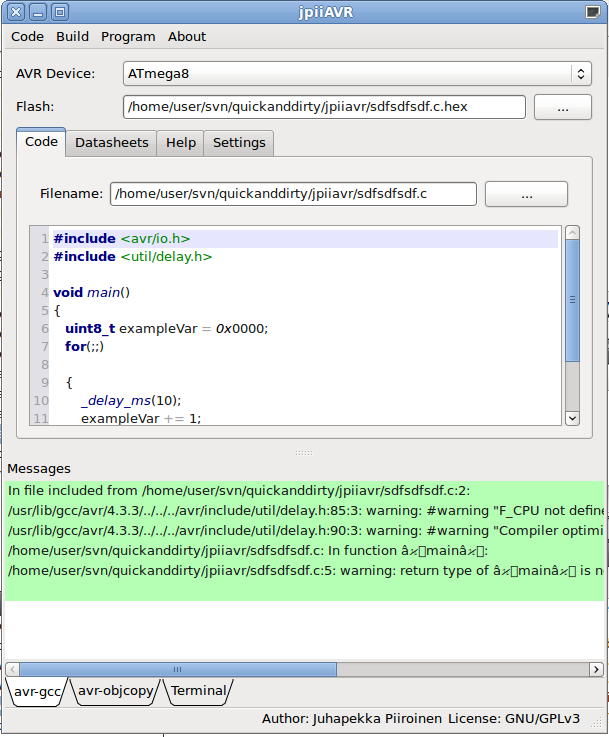 jpiiAVR
Code Build Program About
AVR Device: ATmega8
Flash: /home/user/svn/quickanddirty/jpiiavr/sdfsdfsdf.c.hex ...
Code Datasheets Help Settings
Filename: /home/user/svn/quickanddirty/jpiiavr/sdfsdfsdf.c ...
1 #include <avr/io.h>
2 #include <util/delay.h>
3
4 void main()
5 {
6 uint8_t exampleVar = 0x0000;
7 for(;;)
8
9 {
10 _delay_ms(10);
11 exampleVar += 1;
Messages
In file included from /home/user/svn/quickanddirty/jpiiavr/sdfsdfsdf.c:2:
/usr/lib/gcc/avr/4.3.3/../../../avr/include/util/delay.h:85:3: warning: #warning "F_CPU not define
/usr/lib/gcc/avr/4.3.3/../../../avr/include/util/delay.h:90:3: warning: #warning "Compiler optimi
/home/user/svn/quickanddirty/jpiiavr/sdfsdfsdf.c: In function â mainâ :
/home/user/svn/quickanddirty/jpiiavr/sdfsdfsdf.c:5: warning: return type of â mainâ is n
avr-gcc avr-objcopy Terminal
Author: Juhapekka Piiroinen License: GNU/GPLv3